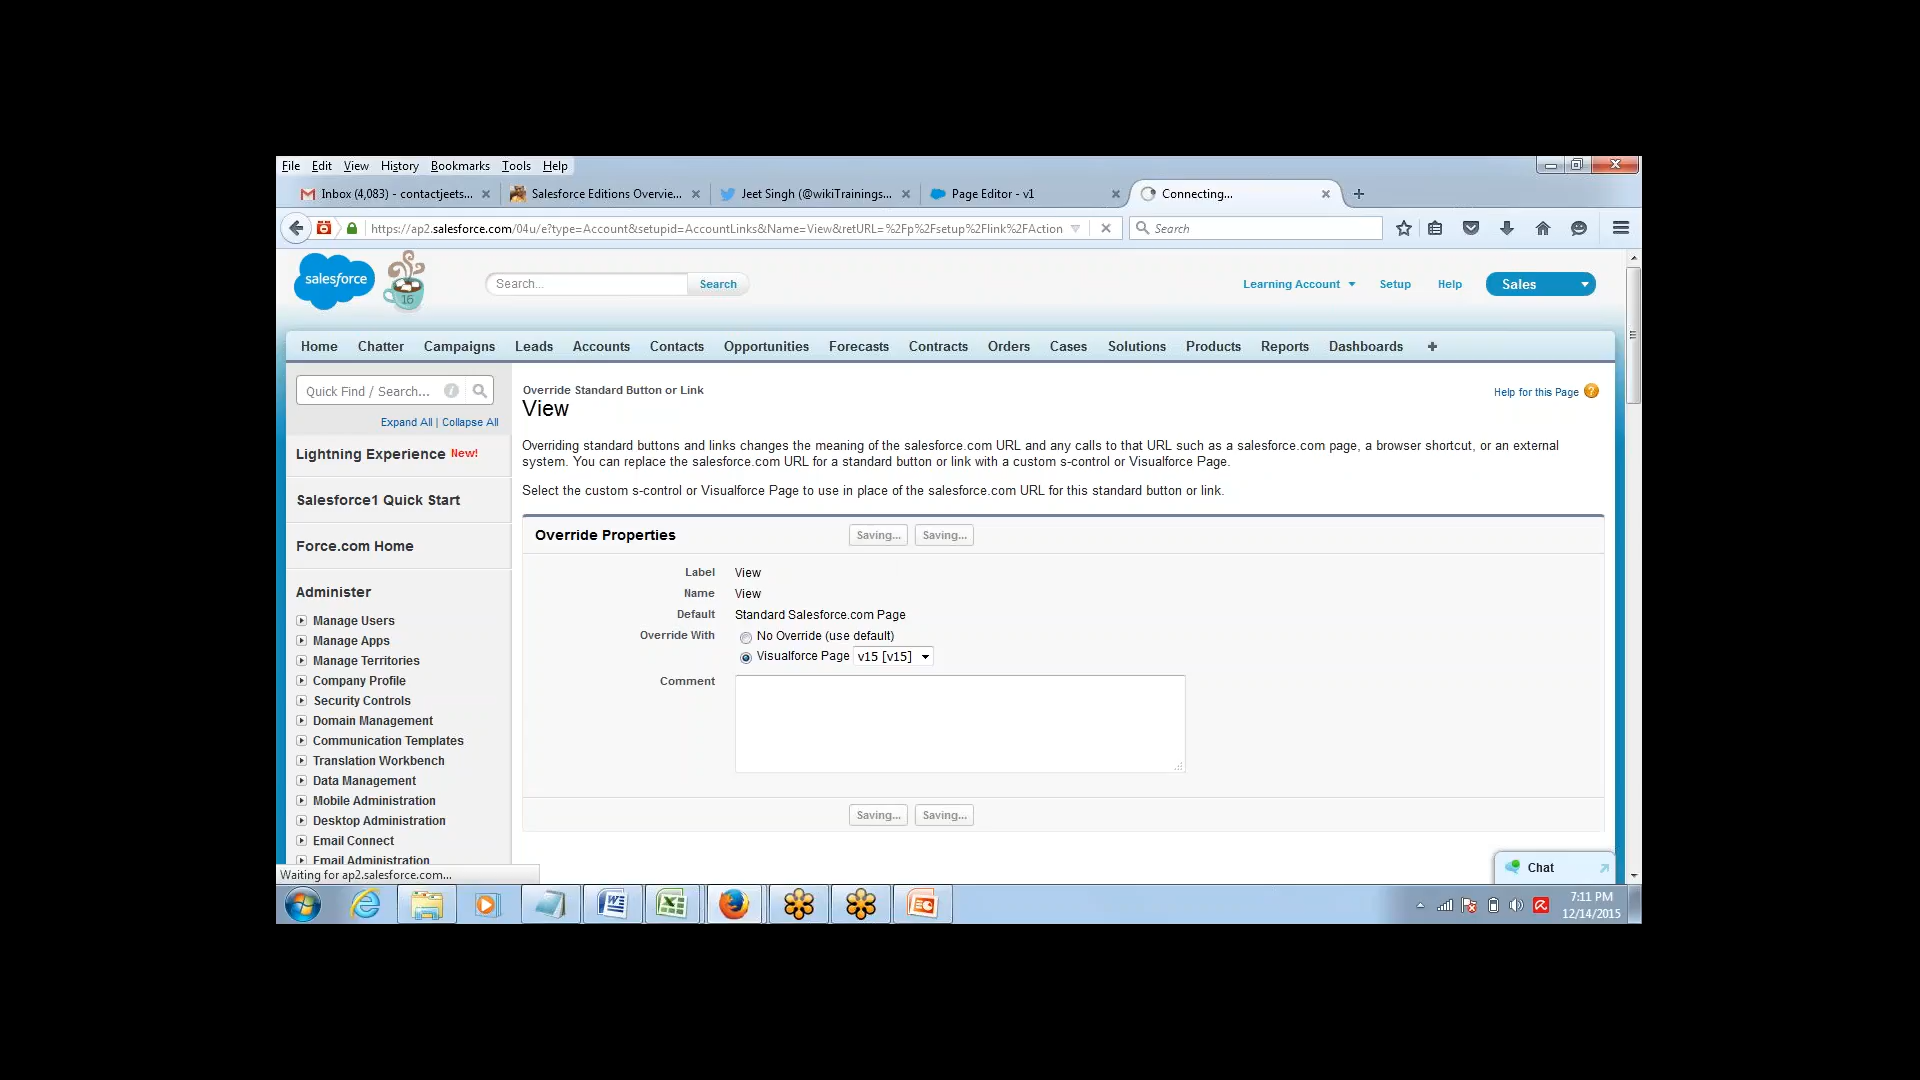 File Edit View History Bookmarks Tools Help
Inbox (4,083) - contactjeets... Salesforce Editions Overvie... Jeet Singh (@wikiTrainings... Page Editor - v1 Connecting...
https://ap2.salesforce.com/04u/e?type=Account&setupid=AccountLinks&Name=View&retURL=%2Fp%2Fsetup%2Flink%2FAction Search
salesforce 16 Search... Search Learning Account Setup Help Sales
Home Chatter Campaigns Leads Accounts Contacts Opportunities Forecasts Contracts Orders Cases Solutions Products Reports Dashboards +
Quick Find / Search...
Expand All | Collapse All
Lightning Experience New!
Salesforce1 Quick Start
Force.com Home
Administer
Manage Users
Manage Apps
Manage Territories
Company Profile
Security Controls
Domain Management
Communication Templates
Translation Workbench
Data Management
Mobile Administration
Desktop Administration
Email Connect
Email Administration
Override Standard Button or Link
View
Help for this Page
Overriding standard buttons and links changes the meaning of the salesforce.com URL and any calls to that URL such as a salesforce.com page, a browser shortcut, or an external
system. You can replace the salesforce.com URL for a standard button or link with a custom s-control or Visualforce Page.
Select the custom s-control or Visualforce Page to use in place of the salesforce.com URL for this standard button or link.
Override Properties Saving... Saving...
Label View
Name View
Default Standard Salesforce.com Page
Override With No Override (use default)
Visualforce Page v15 [v15]
Comment
Saving... Saving...
Chat
Waiting for ap2.salesforce.com...
7:11 PM
12/14/2015